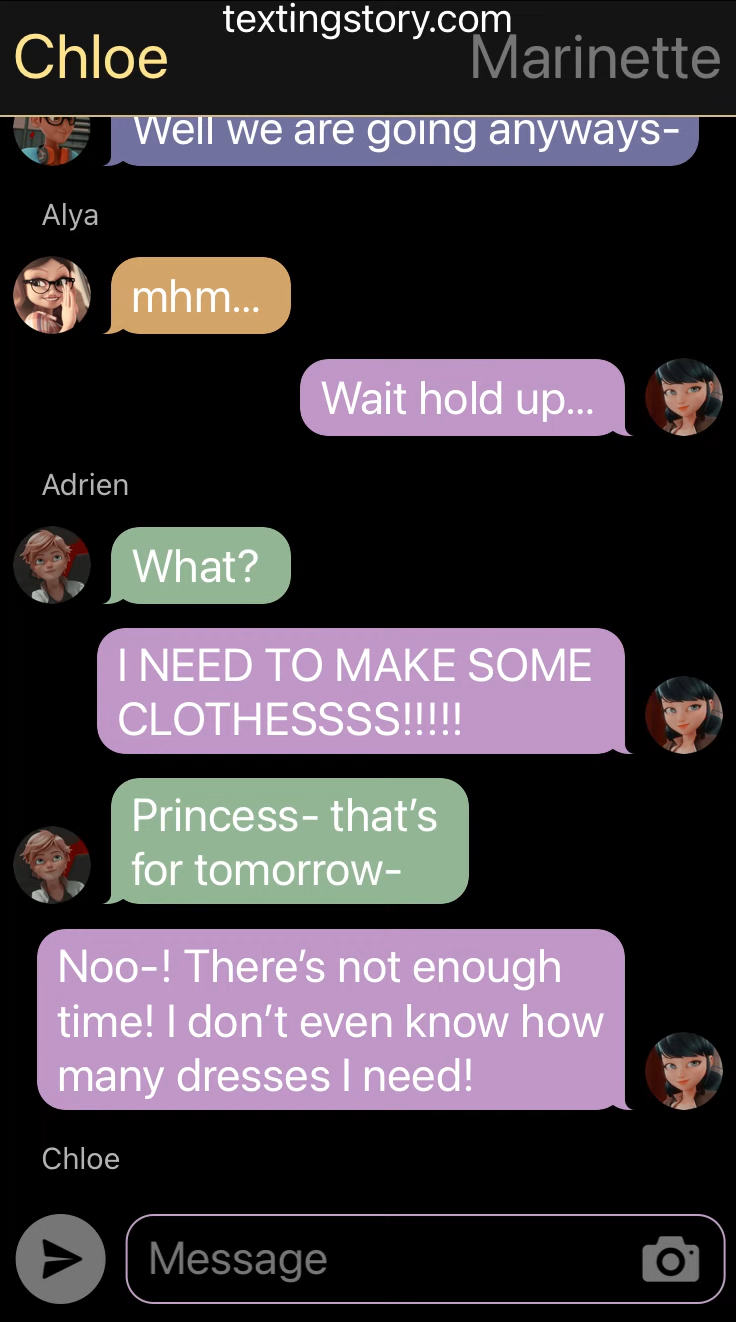 textingstory.com
Chloe
Marinette
Well we are going anyways-
Alya
mhm...
Wait hold up...
Adrien
What?
I NEED TO MAKE SOME
CLOTHESSSS!!!!!
Princess- that's
for tomorrow-
Noo-! There's not enough
time! I don't even know how
many dresses I need!
Chloe
Message